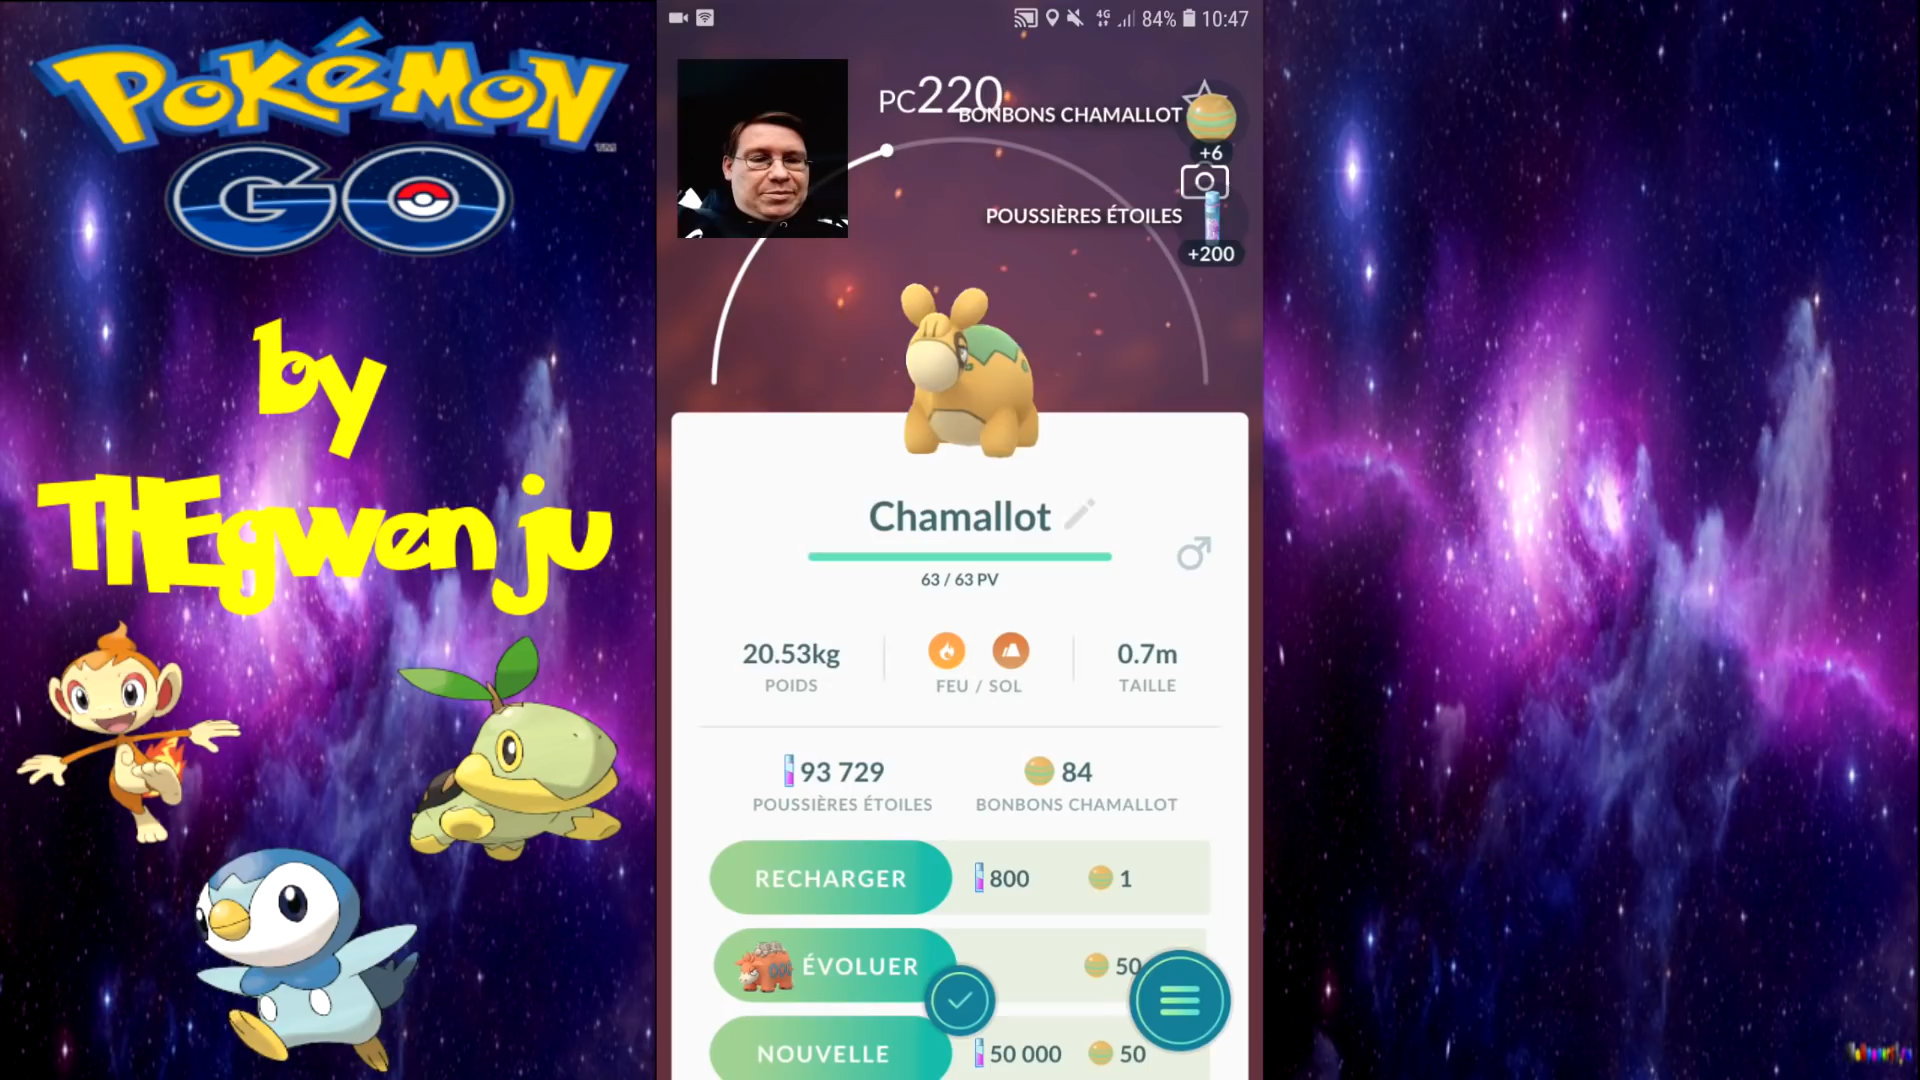 POKÉMON
™
GO
by
THEgwenju
4G 84% 10:47
PC220
BONBONS CHAMALLOT
+6
POUSSIÈRES ÉTOILES
+200
Chamallot
63 / 63 PV
20.53kg
POIDS
FEU / SOL
0.7m
TAILLE
93 729
POUSSIÈRES ÉTOILES
84
BONBONS CHAMALLOT
RECHARGER 800 1
ÉVOLUER 50
NOUVELLE 50 000 50